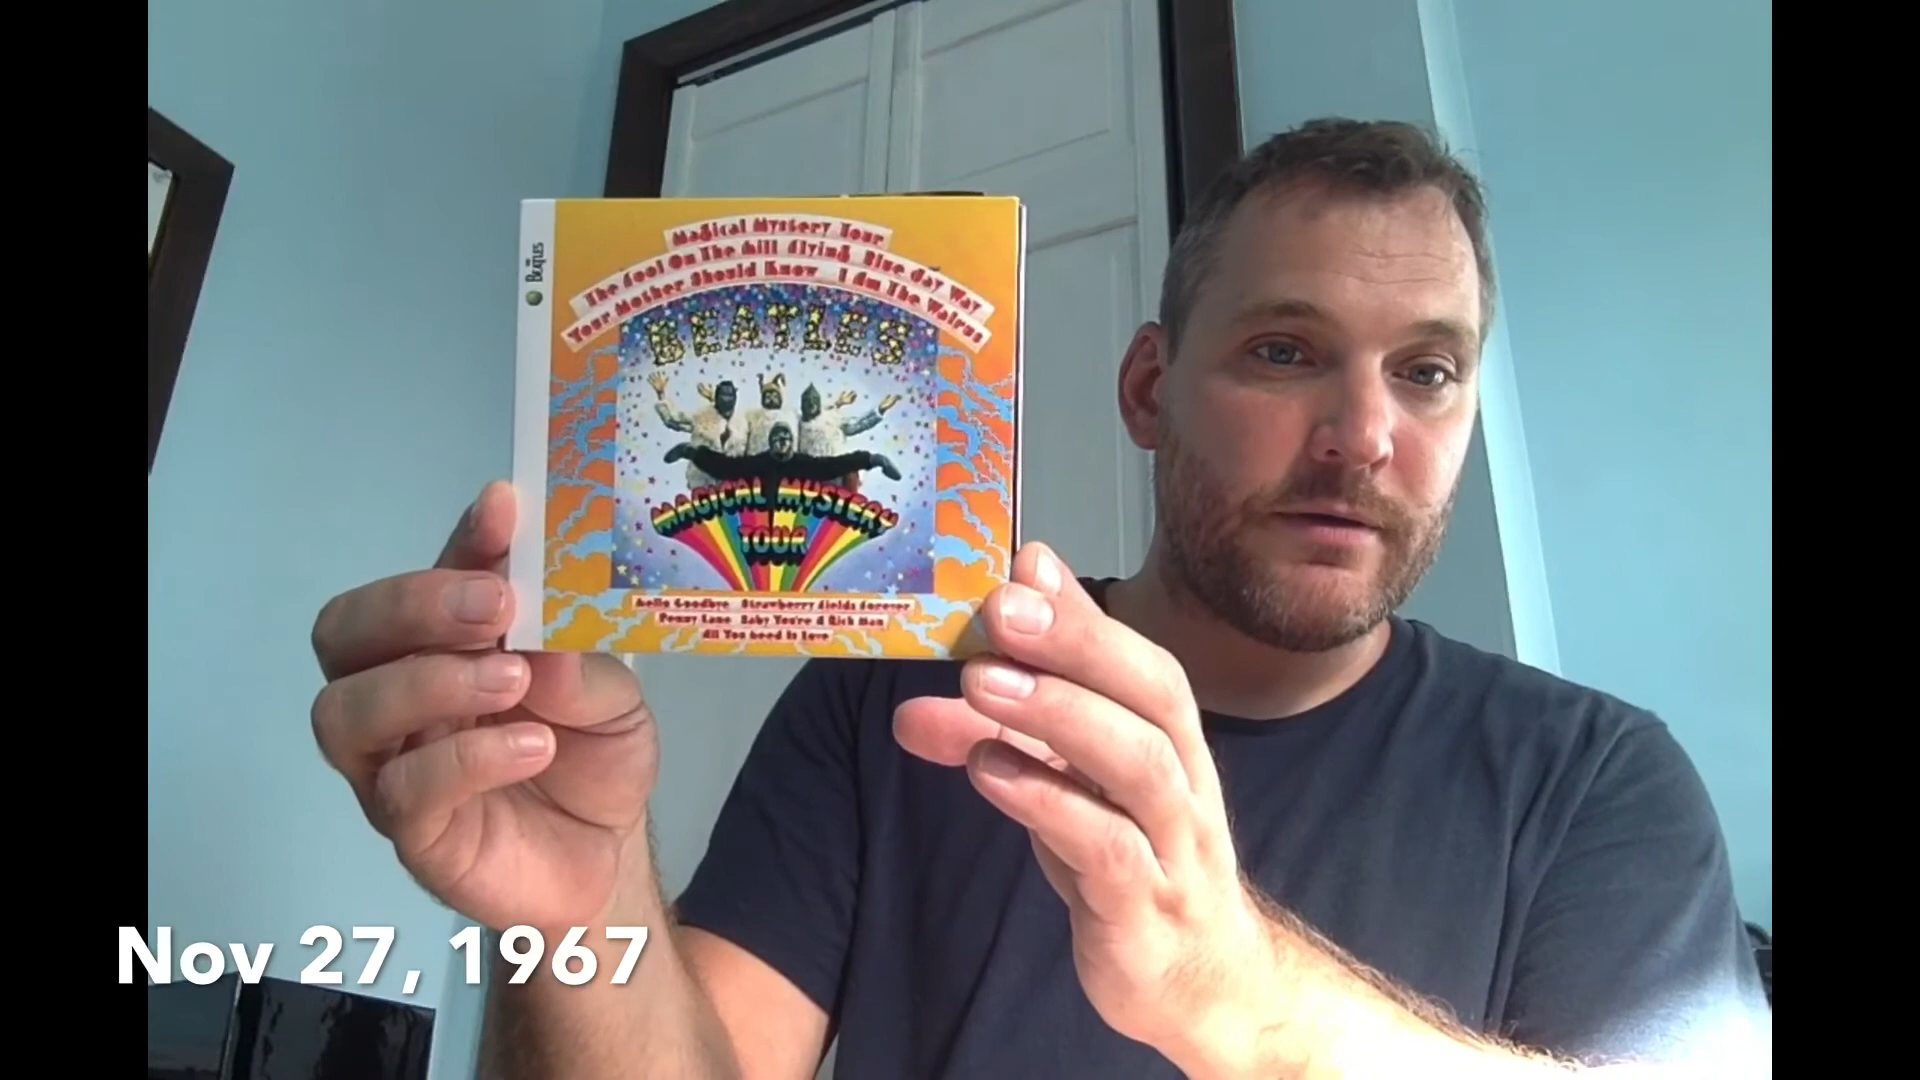 THE BEATLES
Magical Mystery Tour
The Fool On The Hill Flying Blue Jay Way
Your Mother Should Know I Am The Walrus
BEATLES
MAGICAL MYSTERY
TOUR
Hello Goodbye Strawberry Fields Forever
Penny Lane Baby You're A Rich Man
All You Need Is Love
Nov 27, 1967